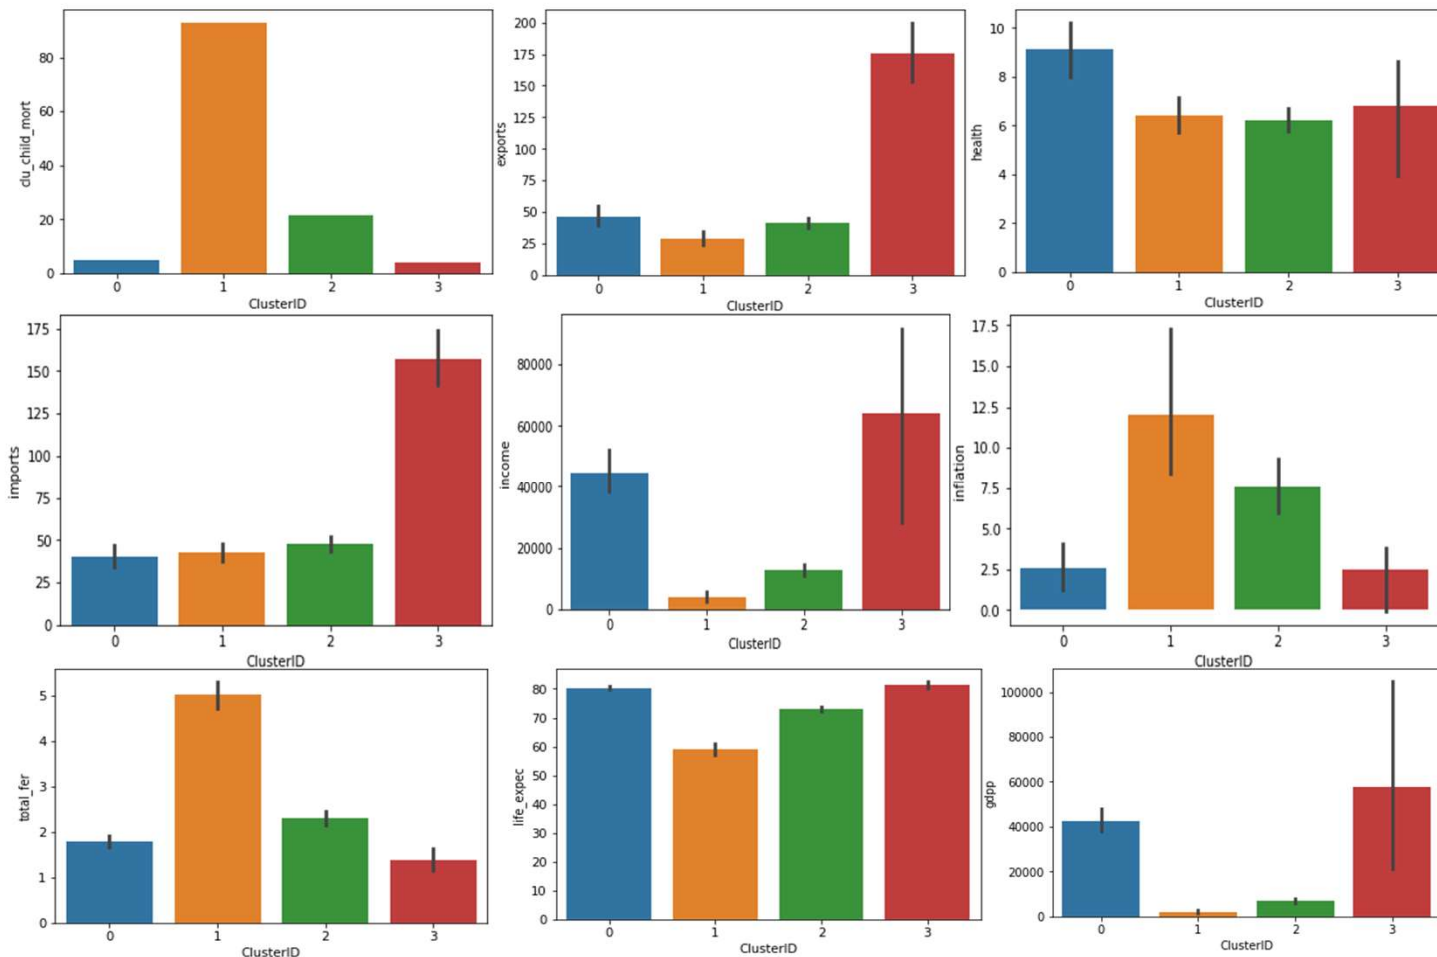 clu_child_mort
80
60
40
20
0
0 1 2 3
ClusterID
exports
200
175
150
125
100
75
50
25
0
0 1 2 3
ClusterID
health
10
8
6
4
2
0
0 1 2 3
ClusterID
imports
175
150
125
100
75
50
25
0
0 1 2 3
ClusterID
income
80000
60000
40000
20000
0
0 1 2 3
ClusterID
inflation
17.5
15.0
12.5
10.0
7.5
5.0
2.5
0.0
0 1 2 3
ClusterID
total_fer
5
4
3
2
1
0
0 1 2 3
ClusterID
life_expec
80
70
60
50
40
30
20
10
0
0 1 2 3
ClusterID
gdpp
100000
80000
60000
40000
20000
0
0 1 2 3
ClusterID